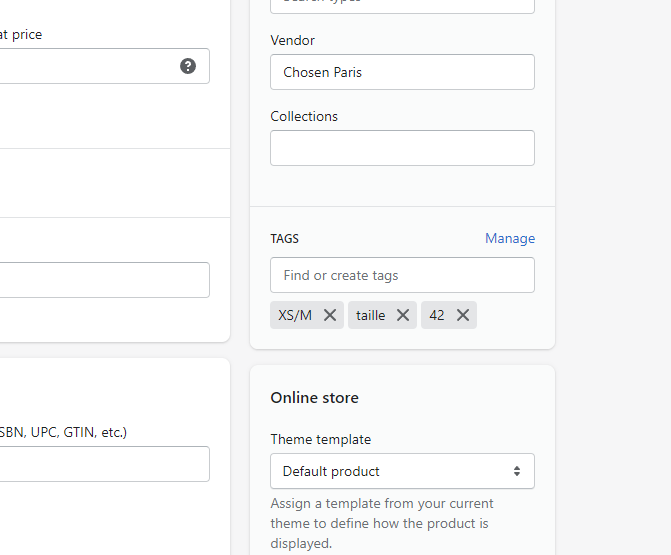 at price
Vendor
Chosen Paris
Collections
TAGS
Manage
Find or create tags
XS/M
taille
42
SBN, UPC, GTIN, etc.)
Online store
Theme template
Default product
Assign a template from your current
theme to define how the product is
displayed.